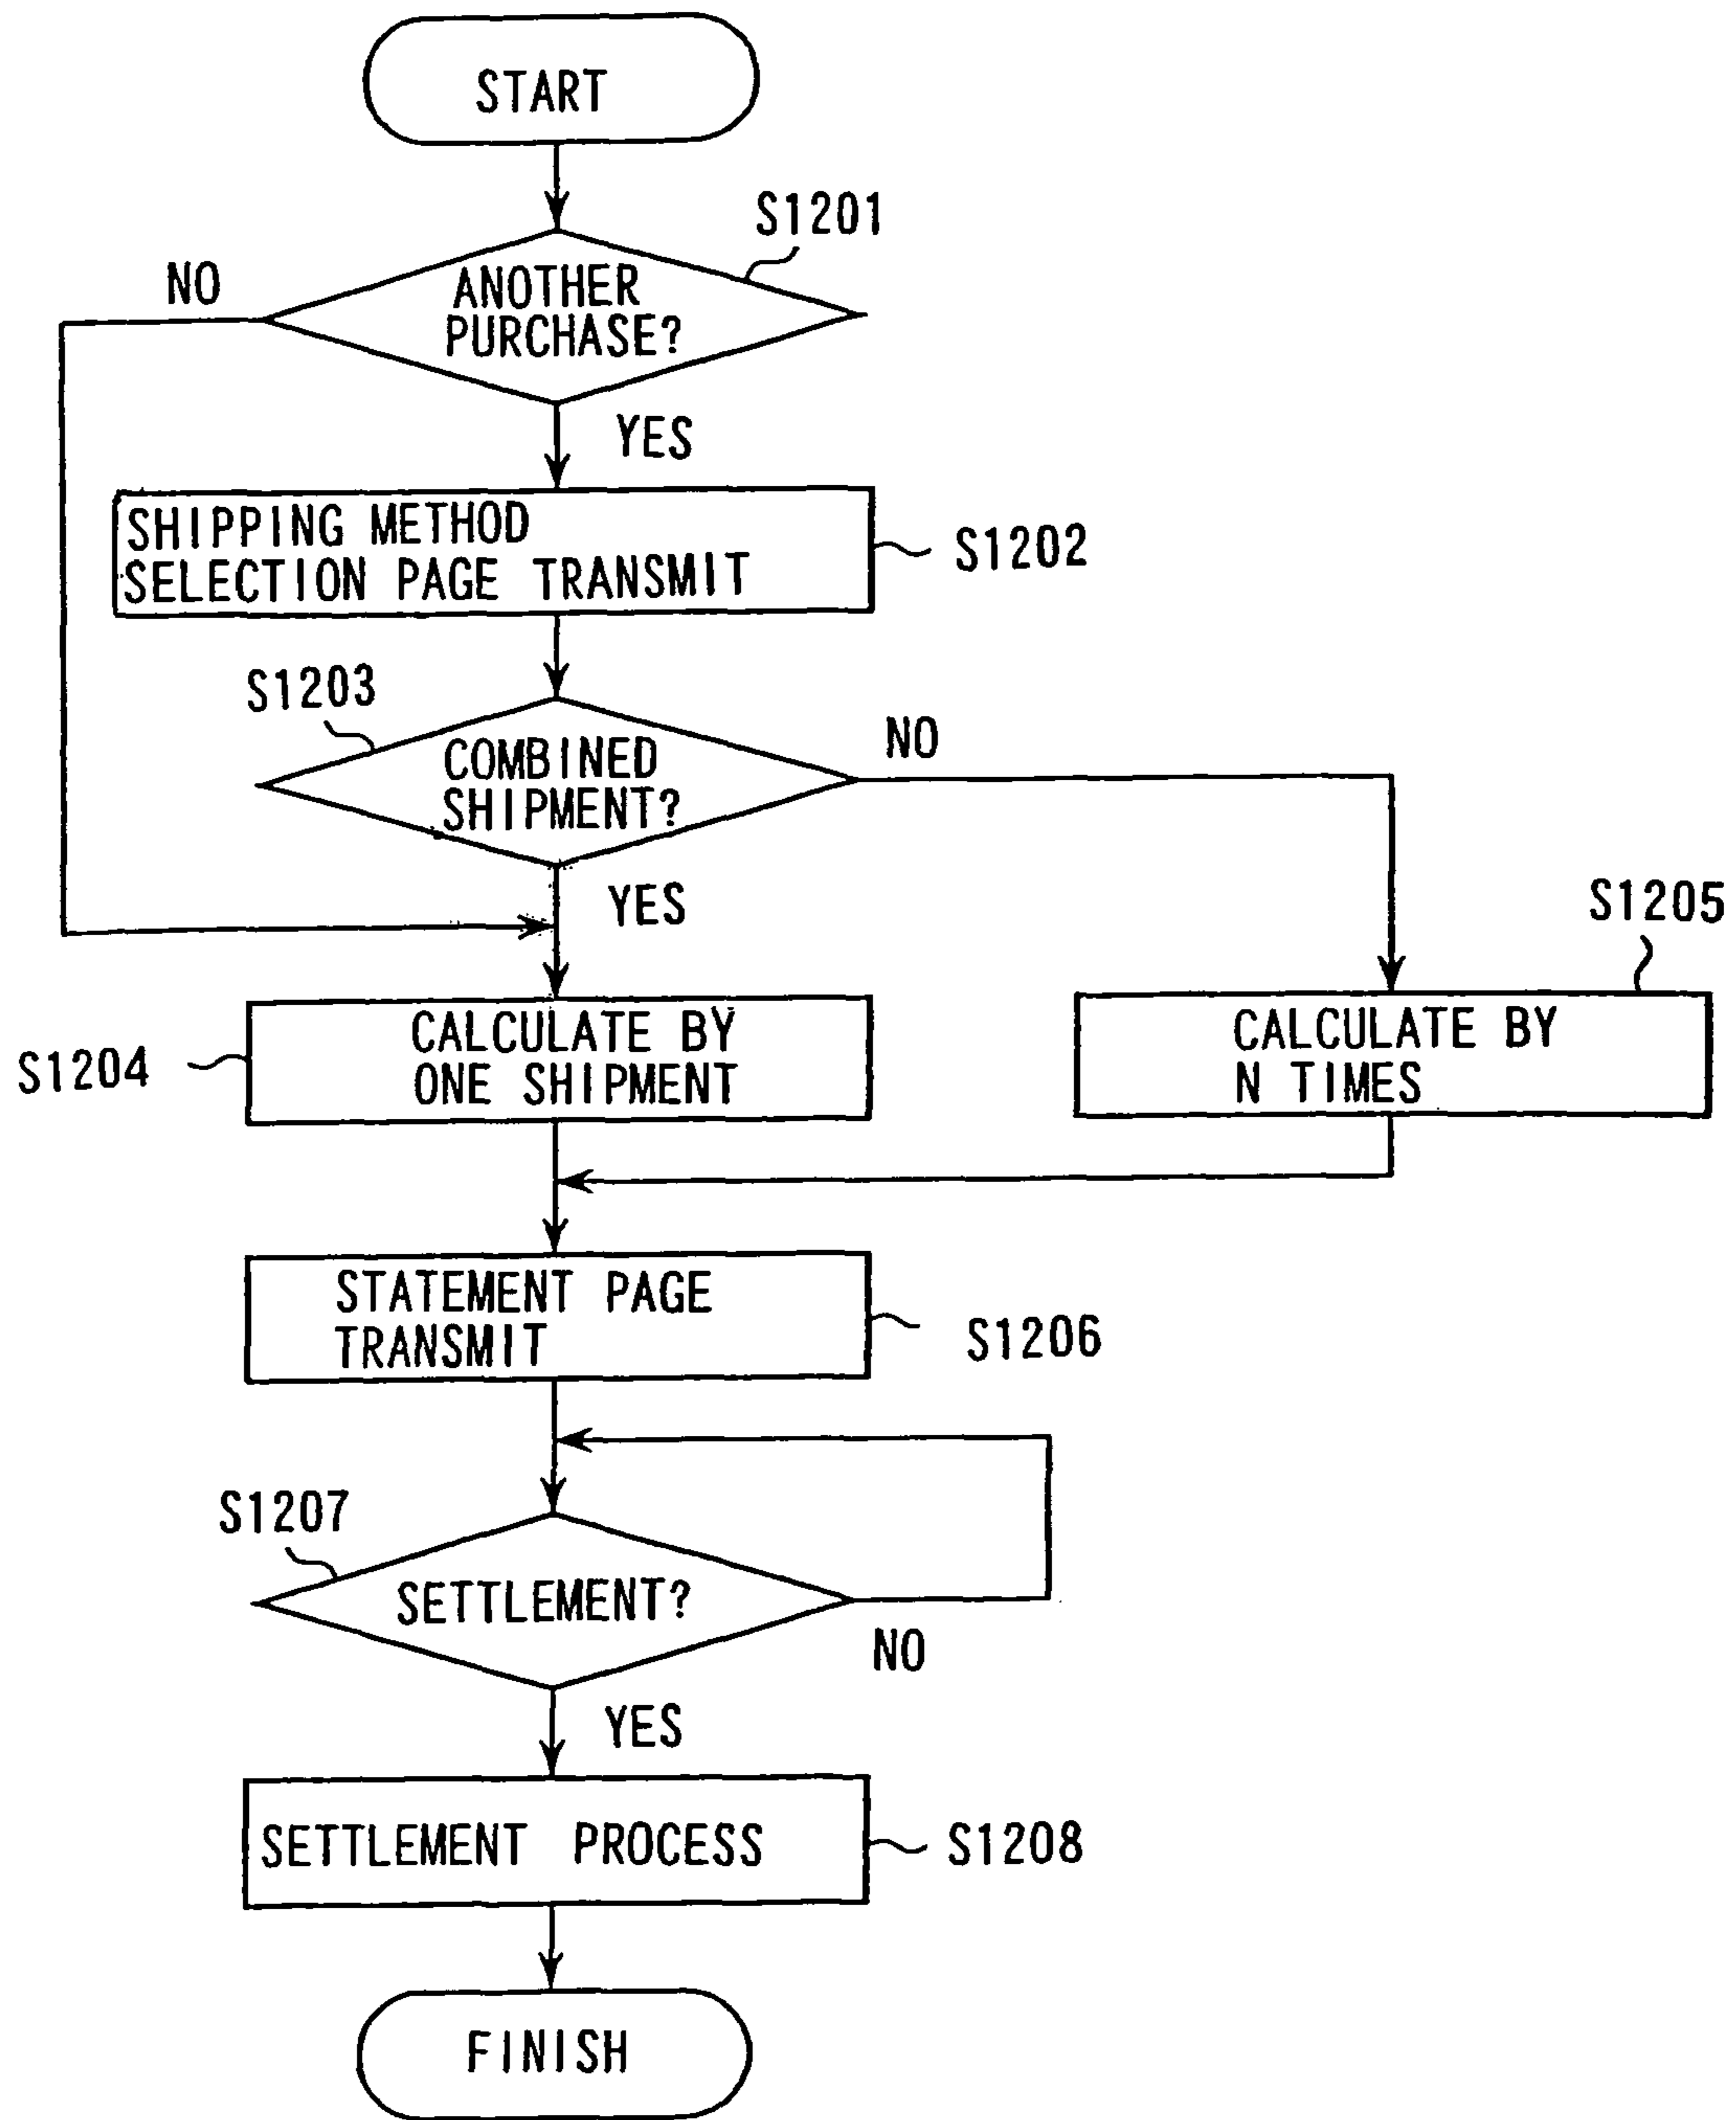 START
S1201
NO
ANOTHER
PURCHASE?
YES
SHIPPING METHOD
SELECTION PAGE TRANSMIT
S1202
S1203
COMBINED
SHIPMENT?
NO
YES
S1205
CALCULATE BY
ONE SHIPMENT
S1204
CALCULATE BY
N TIMES
STATEMENT PAGE
TRANSMIT
S1206
S1207
SETTLEMENT?
NO
YES
SETTLEMENT PROCESS
S1208
FINISH